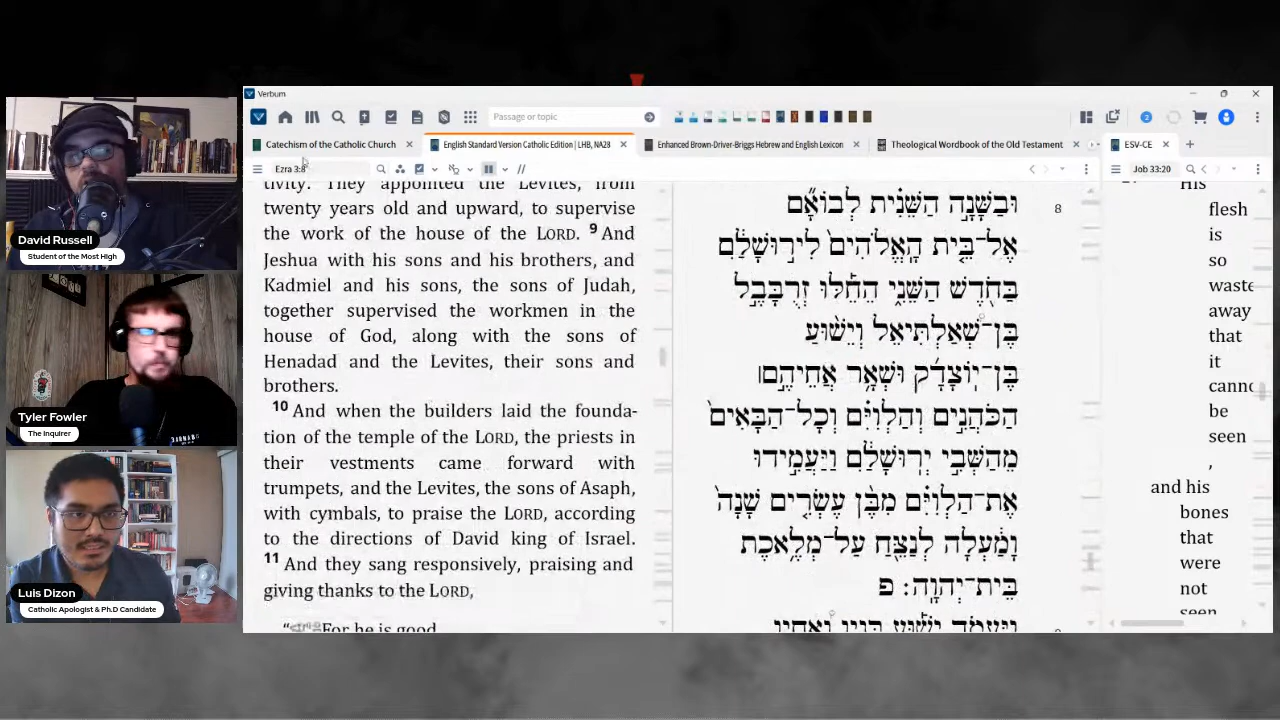 David Russell
Student of the Most High
Tyler Fowler
The Inquirer
Luis Dizon
Catholic Apologist & Ph.D Candidate
Verbum
Passage or topic
2
Catechism of the Catholic Church
English Standard Version Catholic Edition | LHB, NA28
Enhanced Brown-Driver-Briggs Hebrew and English Lexicon
Theological Wordbook of the Old Testament
ESV-CE
Ezra 3:8
Job 33:20
tivity. They appointed the Levites, from
twenty years old and upward, to supervise
the work of the house of the LORD. 9 And
Jeshua with his sons and his brothers, and
Kadmiel and his sons, the sons of Judah,
together supervised the workmen in the
house of God, along with the sons of
Henadad and the Levites, their sons and
brothers.
10 And when the builders laid the founda-
tion of the temple of the LORD, the priests in
their vestments came forward with
trumpets, and the Levites, the sons of Asaph,
with cymbals, to praise the LORD, according
to the directions of David king of Israel.
11 And they sang responsively, praising and
giving thanks to the LORD,
“For he is good
8 וּבַשָּׁנָ֣ה הַשֵּׁנִ֗ית לְבוֹאָ֞ם
אֶל־בֵּ֤ית הָֽאֱלֹהִים֙ לִיר֣וּשָׁלִַ֔ם
בַּחֹ֖דֶשׁ הַשֵּׁנִ֑י הֵחֵ֡לּוּ זְרֻבָּבֶ֣ל
בֶּן־שְׁאַלְתִּיאֵ֣ל וְיֵשׁ֪וּעַ
בֶּן־יֽוֹצָדָ֟ק וּשְׁאָ֥ר אֲחֵיהֶ֣ם׀
הַכֹּהֲנִ֣ים וְהַלְוִיִּ֗ם וְכָל־הַבָּאִים֙
מֵהַשְּׁבִ֣י יְרוּשָׁלִַ֔ם וַיַּעֲמִ֣ידוּ
אֶת־הַלְוִיִּ֗ם מִבֶּ֨ן עֶשְׂרִ֤ים שָׁנָה֙
וָמַ֔עְלָה לְנַצֵּ֖חַ עַל־מְלֶ֥אכֶת
בֵּית־יְהוָֽה׃ פ
His
flesh
is
so
waste
away
that
it
canno
be
seen
,
and his
bones
that
were
not
seen